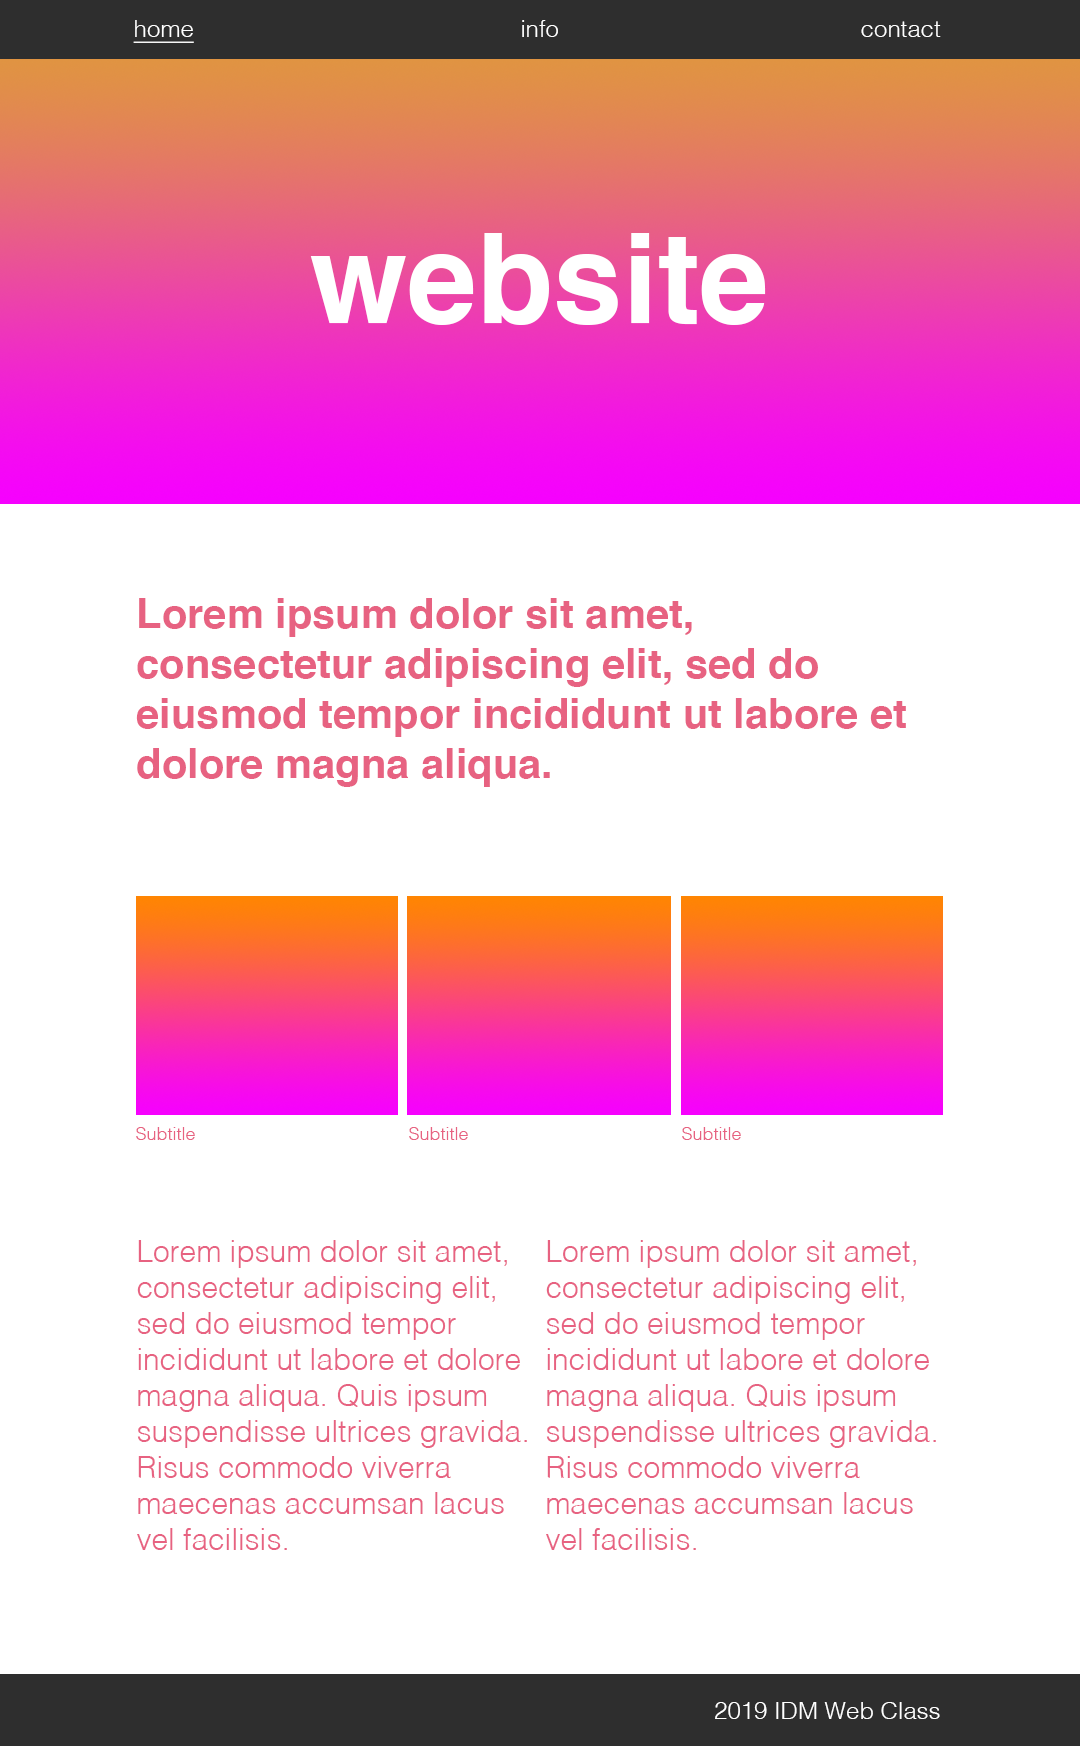 home info contact
website
Lorem ipsum dolor sit amet,
consectetur adipiscing elit, sed do
eiusmod tempor incididunt ut labore et
dolore magna aliqua.
Subtitle Subtitle Subtitle
Lorem ipsum dolor sit amet,
consectetur adipiscing elit,
sed do eiusmod tempor
incididunt ut labore et dolore
magna aliqua. Quis ipsum
suspendisse ultrices gravida.
Risus commodo viverra
maecenas accumsan lacus
vel facilisis.
Lorem ipsum dolor sit amet,
consectetur adipiscing elit,
sed do eiusmod tempor
incididunt ut labore et dolore
magna aliqua. Quis ipsum
suspendisse ultrices gravida.
Risus commodo viverra
maecenas accumsan lacus
vel facilisis.
2019 IDM Web Class